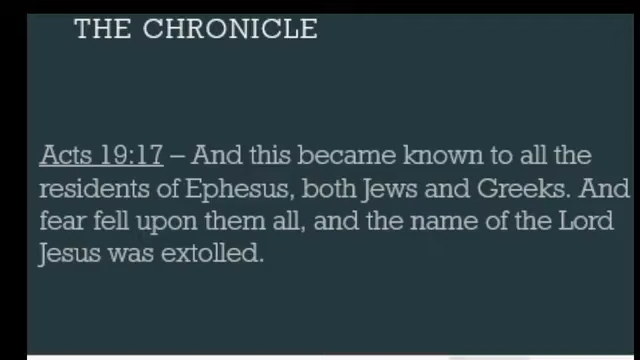 THE CHRONICLE
Acts 19:17 – And this became known to all the
residents of Ephesus, both Jews and Greeks. And
fear fell upon them all, and the name of the Lord
Jesus was extolled.